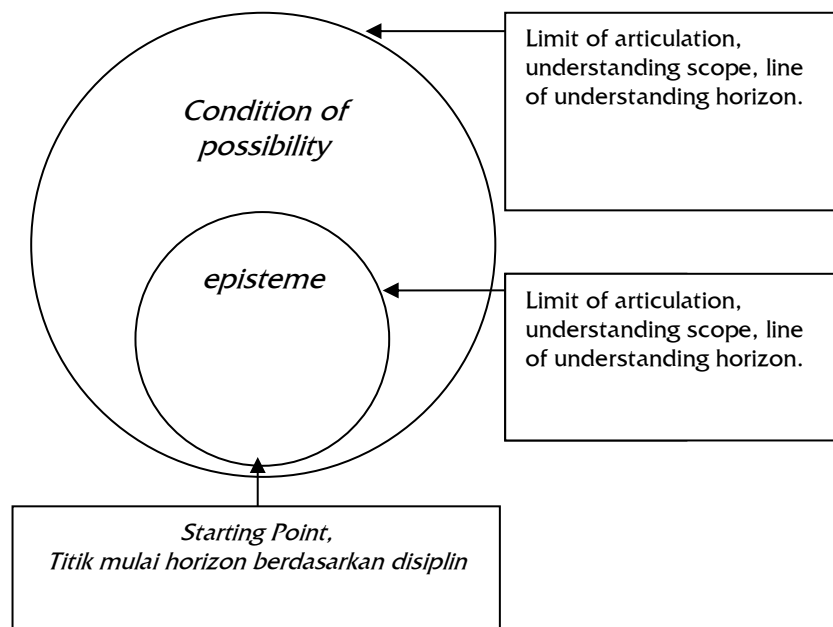 Limit of articulation,
understanding scope, line
of understanding horizon.
Condition of
possibility
episteme
Limit of articulation,
understanding scope, line
of understanding horizon.
Starting Point,
Titik mulai horizon berdasarkan disiplin